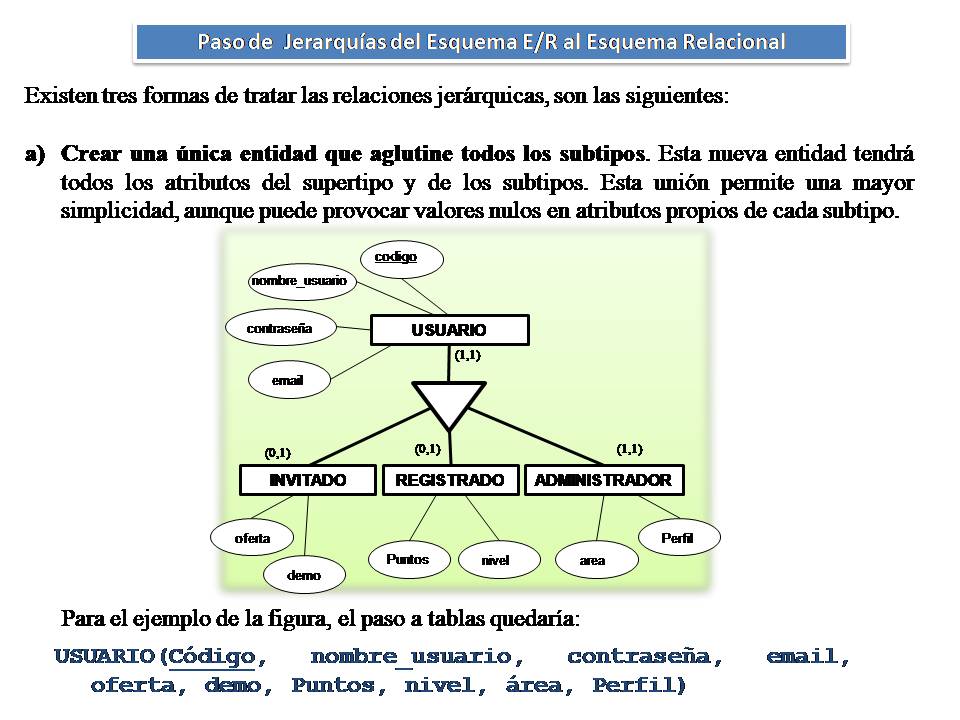 Paso de Jerarquías del Esquema E/R al Esquema Relacional
Existen tres formas de tratar las relaciones jerárquicas, son las siguientes:
a) Crear una única entidad que aglutine todos los subtipos. Esta nueva entidad tendrá
todos los atributos del supertipo y de los subtipos. Esta unión permite una mayor
simplicidad, aunque puede provocar valores nulos en atributos propios de cada subtipo.
codigo
nombre_usuario
contraseña
USUARIO
(1,1)
email
(0,1)
(0,1)
(1,1)
INVITADO
REGISTRADO
ADMINISTRADOR
oferta
demo
Puntos
nivel
area
Perfil
Para el ejemplo de la figura, el paso a tablas quedaría:
USUARIO(Código, nombre_usuario, contraseña, email,
oferta, demo, Puntos, nivel, área, Perfil)